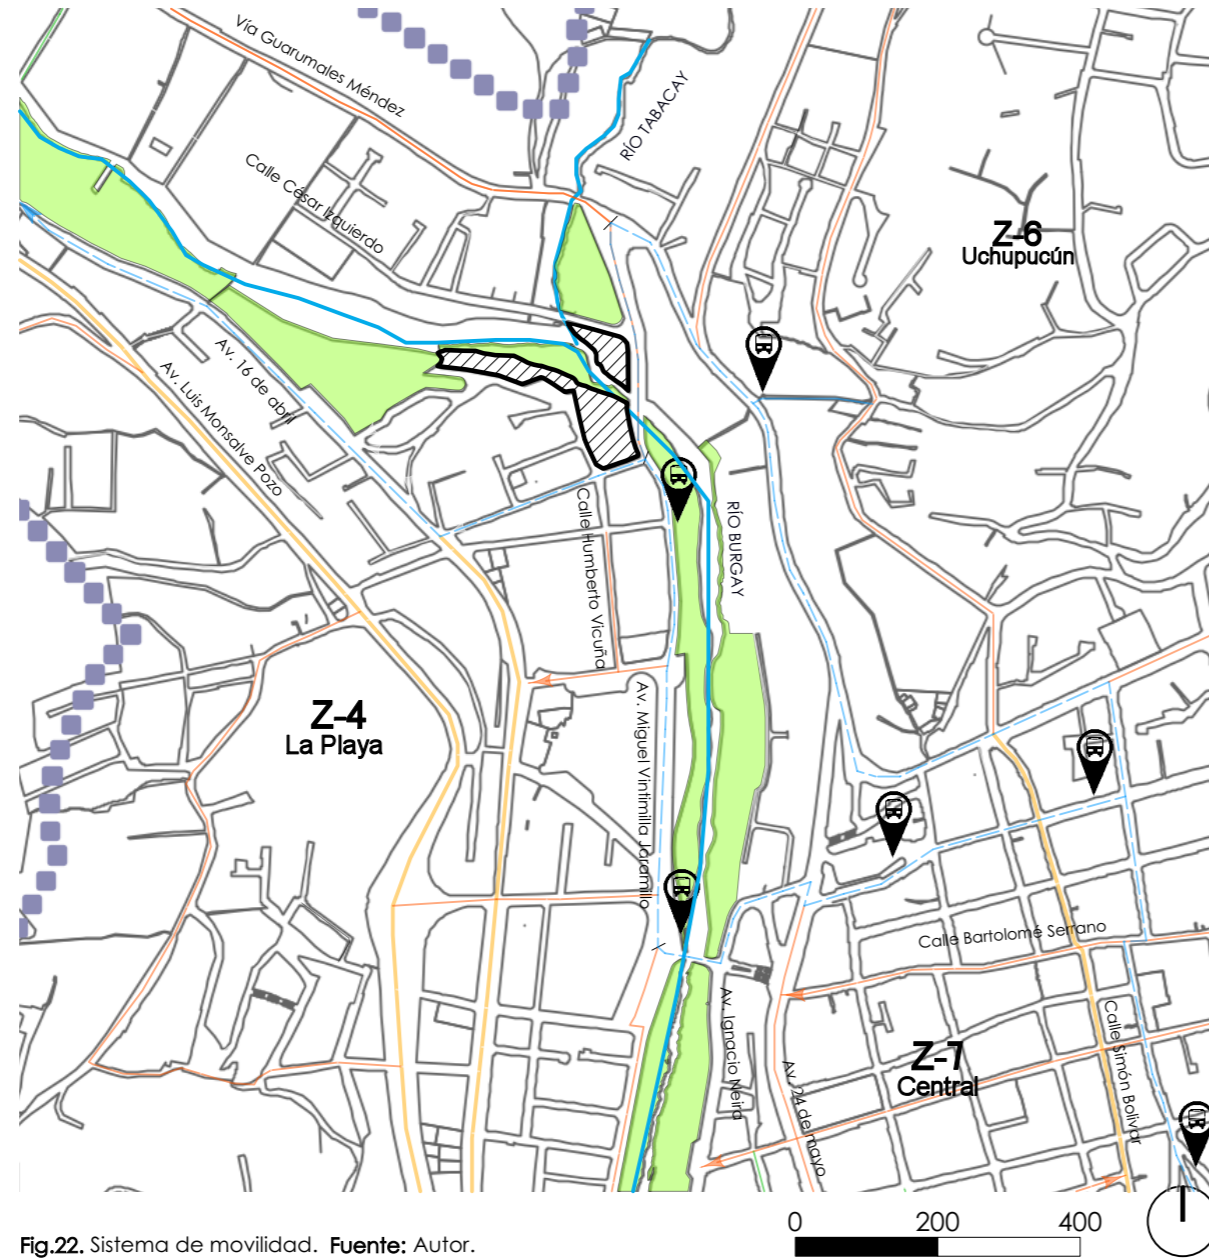 Vía Guarumales Méndez
RÍO TABACAY
Calle César Izquierdo
Z-6
Uchupucún
Av. 16 de abril
Av. Luis Monsalve Pozo
Calle Humberto Vicuña
RÍO BURGAY
Z-4
La Playa
Av. Miguel Vintimilla Jaramillo
Calle Bartolomé Serrano
Av. Ignacio Neira
Av. 24 de mayo
Z-7
Central
Calle Simón Bolivar
0 200 400
Fig.22. Sistema de movilidad. Fuente: Autor.